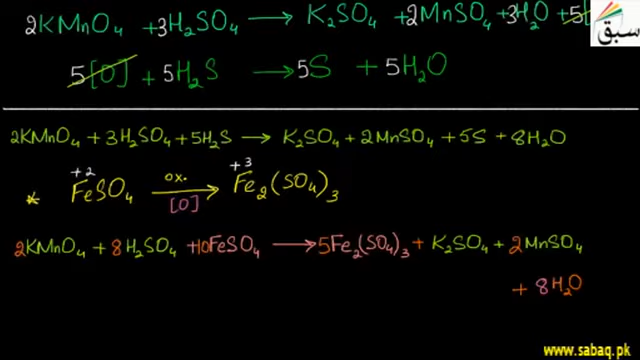 2KMnO₄ + 3H₂SO₄ → K₂SO₄ + 2MnSO₄ + 3H₂O + 5
سبق
5[O] + 5H₂S → 5S + 5H₂O
2KMnO₄ + 3H₂SO₄ + 5H₂S → K₂SO₄ + 2MnSO₄ + 5S + 8H₂O
+2 ox. +3
* FeSO₄ → Fe₂(SO₄)₃
[O]
2KMnO₄ + 8H₂SO₄ + 10FeSO₄ → 5Fe₂(SO₄)₃ + K₂SO₄ + 2MnSO₄
+ 8H₂O
www.sabaq.pk